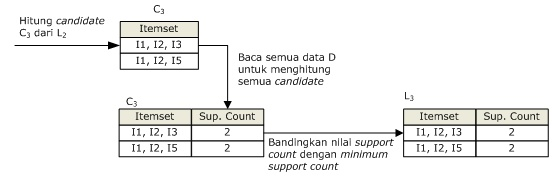 Hitung candidate
C3 dari L2
C3
Itemset
I1, I2, I3
I1, I2, I5
Baca semua data D
untuk menghitung
semua candidate
C3
Itemset Sup. Count
I1, I2, I3 2
I1, I2, I5 2
Bandingkan nilai support
count dengan minimum
support count
L3
Itemset Sup. Count
I1, I2, I3 2
I1, I2, I5 2